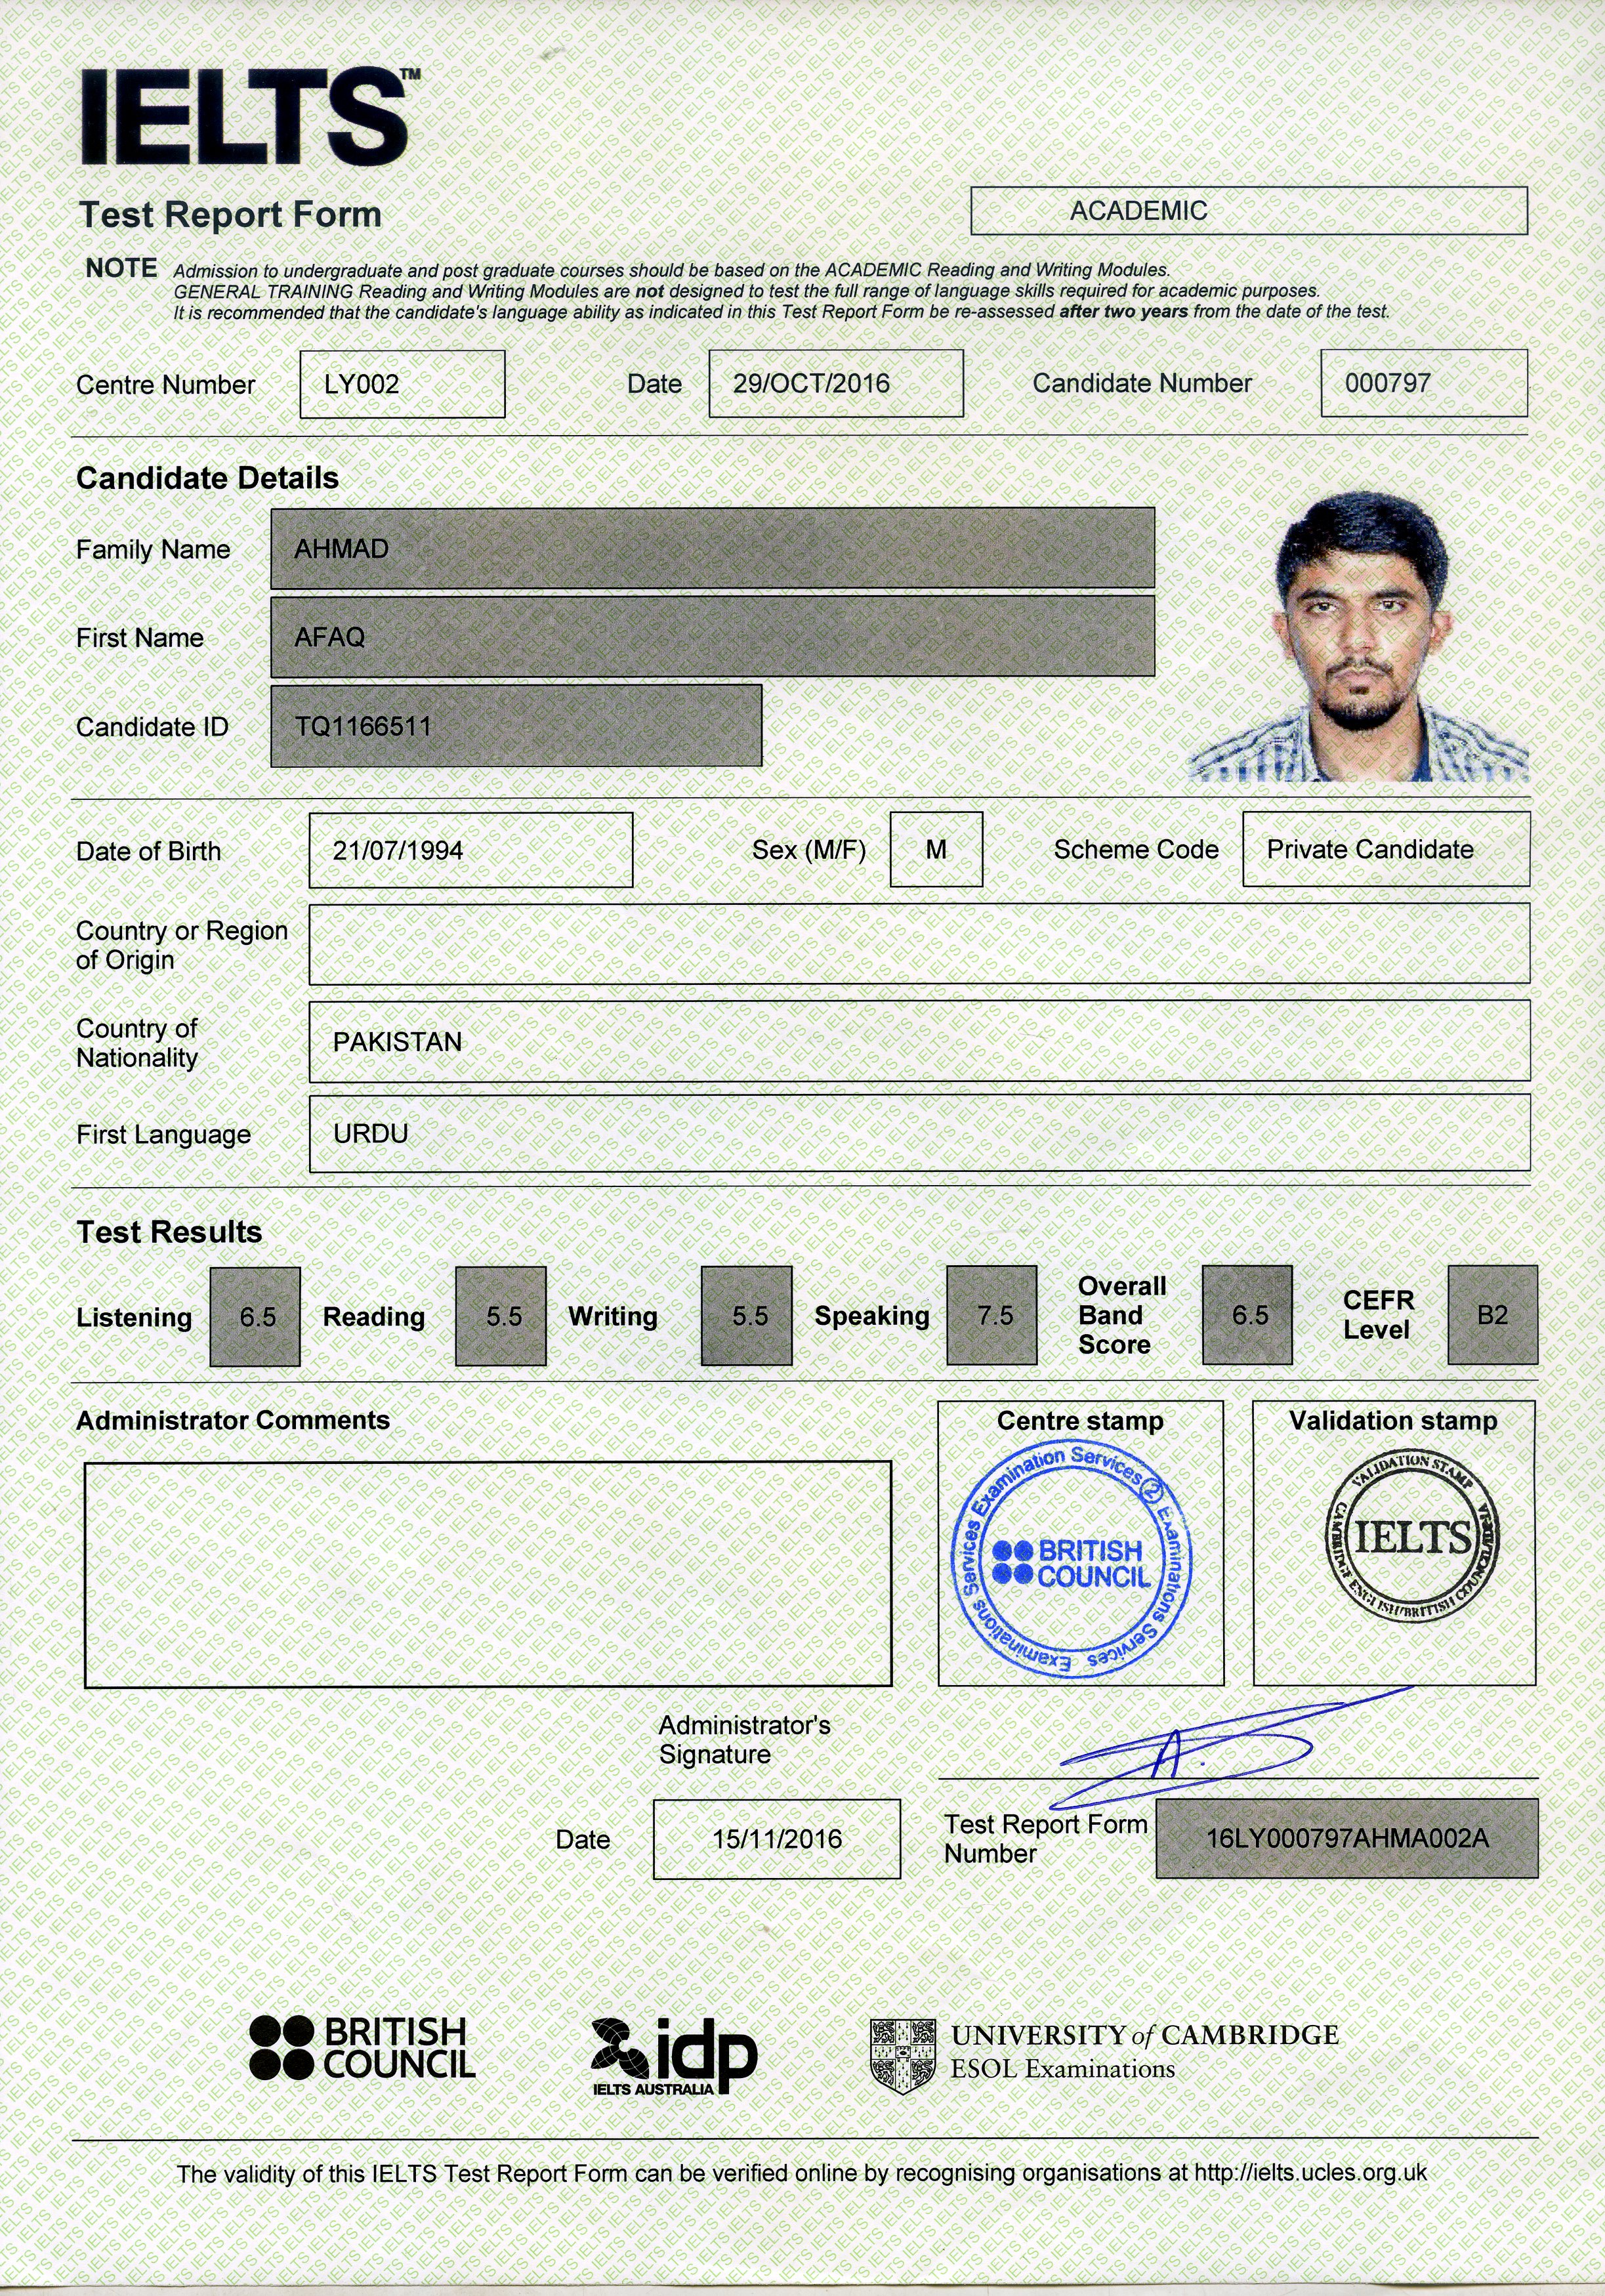 IELTS™
Test Report Form
ACADEMIC
NOTE Admission to undergraduate and post graduate courses should be based on the ACADEMIC Reading and Writing Modules.
GENERAL TRAINING Reading and Writing Modules are not designed to test the full range of language skills required for academic purposes.
It is recommended that the candidate's language ability as indicated in this Test Report Form be re-assessed after two years from the date of the test.
Centre Number LY002 Date 29/OCT/2016 Candidate Number 000797
Candidate Details
Family Name AHMAD
First Name AFAQ
Candidate ID TQ1166511
Date of Birth 21/07/1994 Sex (M/F) M Scheme Code Private Candidate
Country or Region
of Origin
Country of
Nationality
PAKISTAN
First Language URDU
Test Results
Listening 6.5 Reading 5.5 Writing 5.5 Speaking 7.5 Overall Band Score 6.5 CEFR Level B2
Administrator Comments
Centre stamp
Examination Services 2 Examinations Services Examinations Services
BRITISH
COUNCIL
Validation stamp
VALIDATION STAMP
IELTS
CAMBRIDGE ENGLISH/BRITISH COUNCIL
Administrator's
Signature
Date 15/11/2016
Test Report Form
Number
16LY000797AHMA002A
BRITISH
COUNCIL
idp
IELTS AUSTRALIA
UNIVERSITY of CAMBRIDGE
ESOL Examinations
The validity of this IELTS Test Report Form can be verified online by recognising organisations at http://ielts.ucles.org.uk